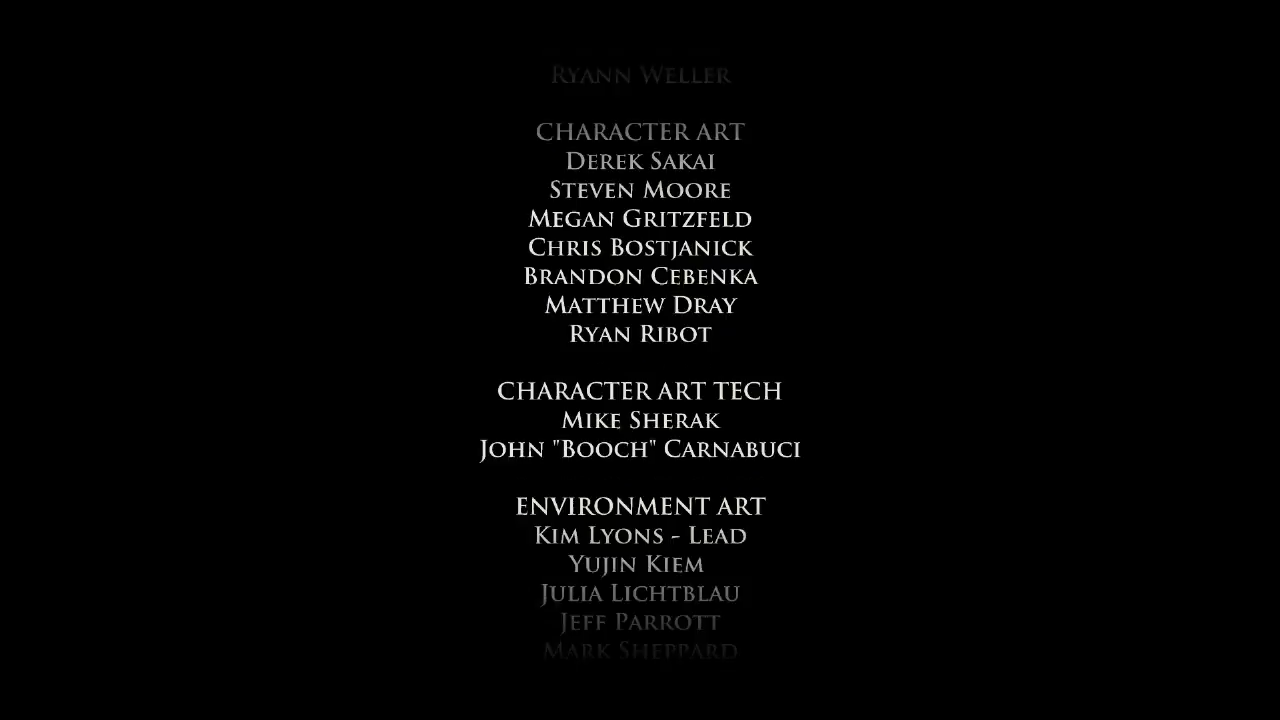 Ryann Weller
CHARACTER ART
Derek Sakai
Steven Moore
Megan Gritzfeld
Chris Bostjanick
Brandon Cebenka
Matthew Dray
Ryan Ribot
CHARACTER ART TECH
Mike Sherak
John "Booch" Carnabuci
ENVIRONMENT ART
Kim Lyons - Lead
Yujin Kiem
Julia Lichtblau
Jeff Parrott
Mark Sheppard